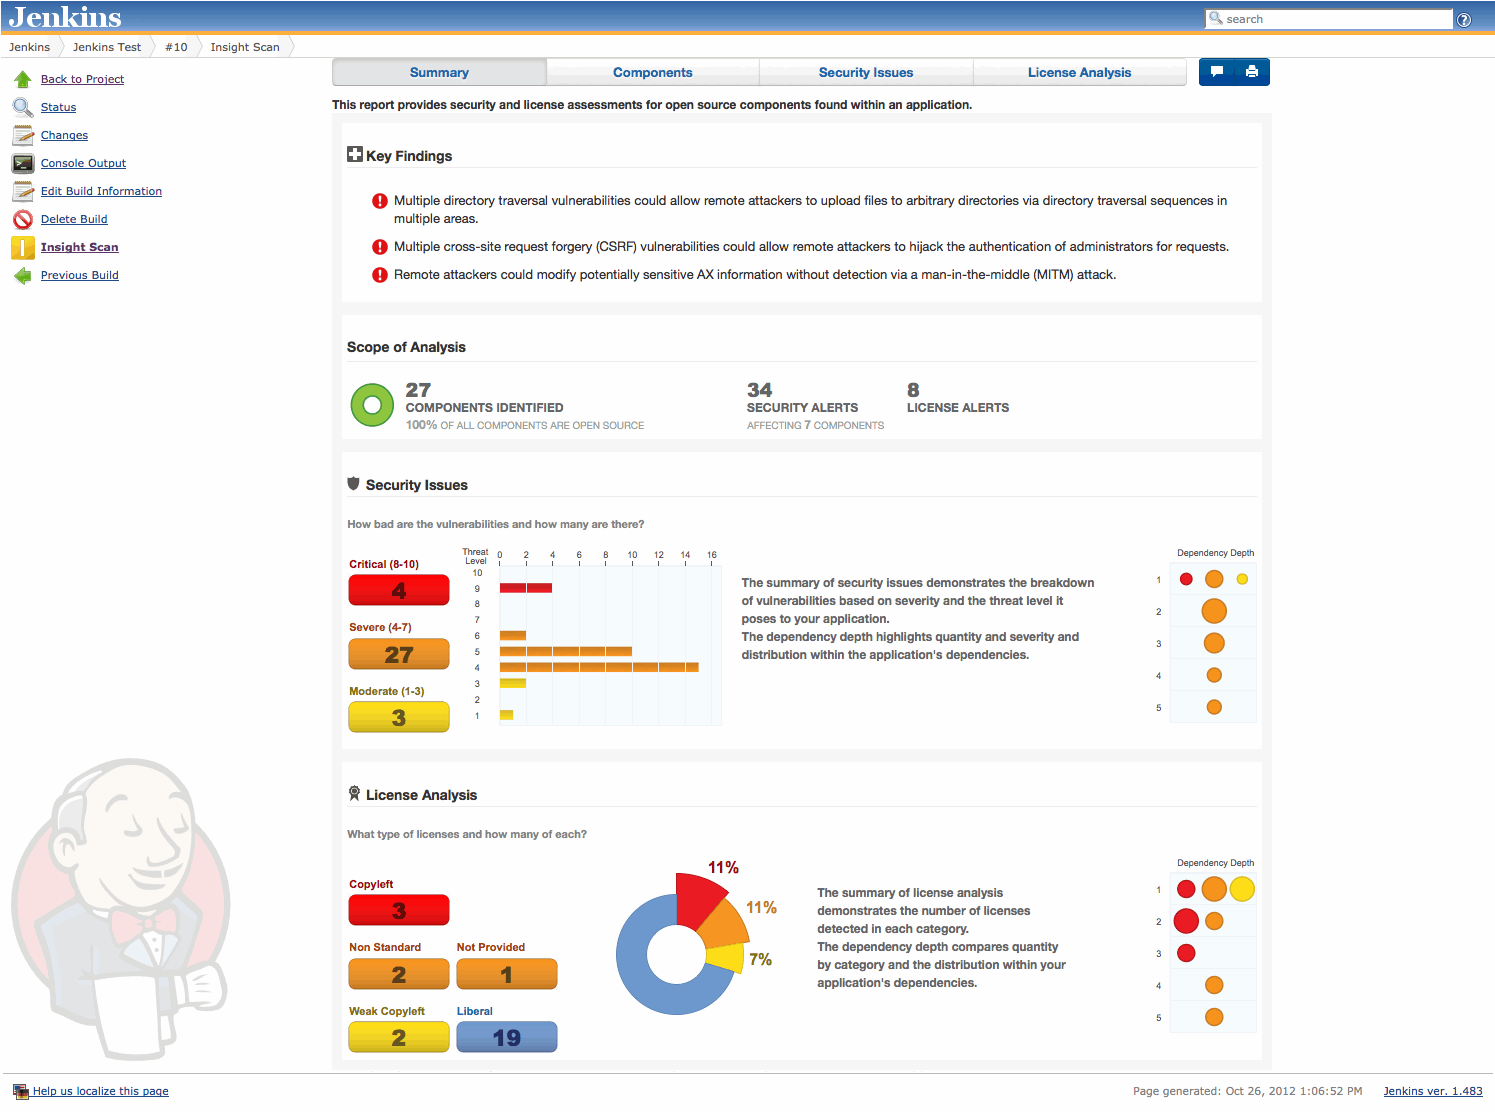 Jenkins
search
?
Jenkins Jenkins Test #10 Insight Scan
Back to Project
Status
Changes
Console Output
Edit Build Information
Delete Build
Insight Scan
Previous Build
Summary Components Security Issues License Analysis
This report provides security and license assessments for open source components found within an application.
Key Findings
Multiple directory traversal vulnerabilities could allow remote attackers to upload files to arbitrary directories via directory traversal sequences in
multiple areas.
Multiple cross-site request forgery (CSRF) vulnerabilities could allow remote attackers to hijack the authentication of administrators for requests.
Remote attackers could modify potentially sensitive AX information without detection via a man-in-the-middle (MITM) attack.
Scope of Analysis
27
COMPONENTS IDENTIFIED
100% OF ALL COMPONENTS ARE OPEN SOURCE
34
SECURITY ALERTS
AFFECTING 7 COMPONENTS
8
LICENSE ALERTS
Security Issues
How bad are the vulnerabilities and how many are there?
Critical (8-10)
4
Severe (4-7)
27
Moderate (1-3)
3
Threat
Level
0 2 4 6 8 10 12 14 16
10
9
8
7
6
5
4
3
2
1
The summary of security issues demonstrates the breakdown
of vulnerabilities based on severity and the threat level it
poses to your application.
The dependency depth highlights quantity and severity and
distribution within the application's dependencies.
Dependency Depth
1
2
3
4
5
License Analysis
What type of licenses and how many of each?
Copyleft
3
Non Standard Not Provided
2 1
Weak Copyleft Liberal
2 19
11%
11%
7%
The summary of license analysis
demonstrates the number of licenses
detected in each category.
The dependency depth compares quantity
by category and the distribution within your
application's dependencies.
Dependency Depth
1
2
3
4
5
Help us localize this page
Page generated: Oct 26, 2012 1:06:52 PM Jenkins ver. 1.483